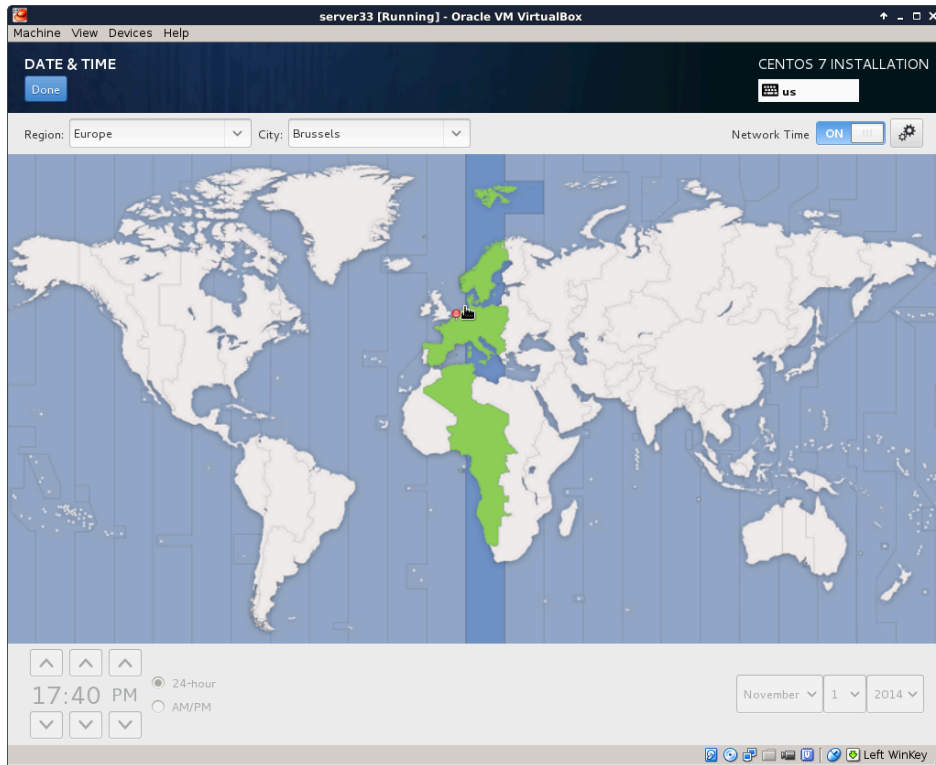 server33 [Running] - Oracle VM VirtualBox
Machine View Devices Help
DATE & TIME
CENTOS 7 INSTALLATION
Done
us
Region: Europe City: Brussels Network Time ON
17:40 PM
24-hour
AM/PM
November 1 2014
Left WinKey